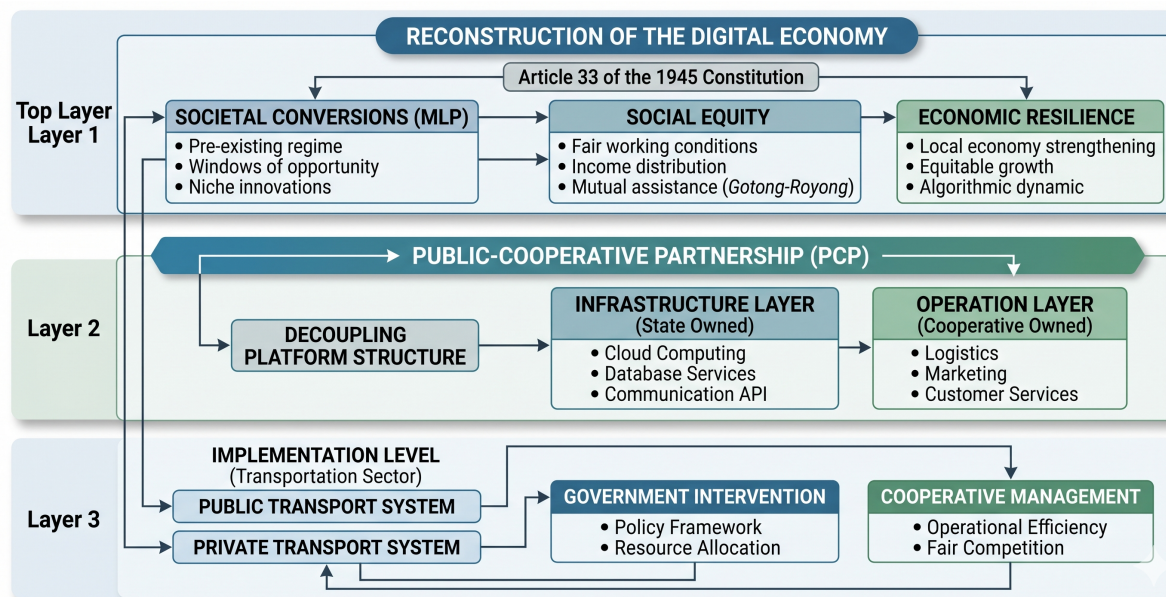 RECONSTRUCTION OF THE DIGITAL ECONOMY
Article 33 of the 1945 Constitution
Top Layer
Layer 1
SOCIETAL CONVERSIONS (MLP)
• Pre-existing regime
• Windows of opportunity
• Niche innovations
SOCIAL EQUITY
• Fair working conditions
• Income distribution
• Mutual assistance (Gotong-Royong)
ECONOMIC RESILIENCE
• Local economy strengthening
• Equitable growth
• Algorithmic dynamic
PUBLIC-COOPERATIVE PARTNERSHIP (PCP)
Layer 2
DECOUPLING
PLATFORM STRUCTURE
INFRASTRUCTURE LAYER
(State Owned)
• Cloud Computing
• Database Services
• Communication API
OPERATION LAYER
(Cooperative Owned)
• Logistics
• Marketing
• Customer Services
Layer 3
IMPLEMENTATION LEVEL
(Transportation Sector)
PUBLIC TRANSPORT SYSTEM
PRIVATE TRANSPORT SYSTEM
GOVERNMENT INTERVENTION
• Policy Framework
• Resource Allocation
COOPERATIVE MANAGEMENT
• Operational Efficiency
• Fair Competition